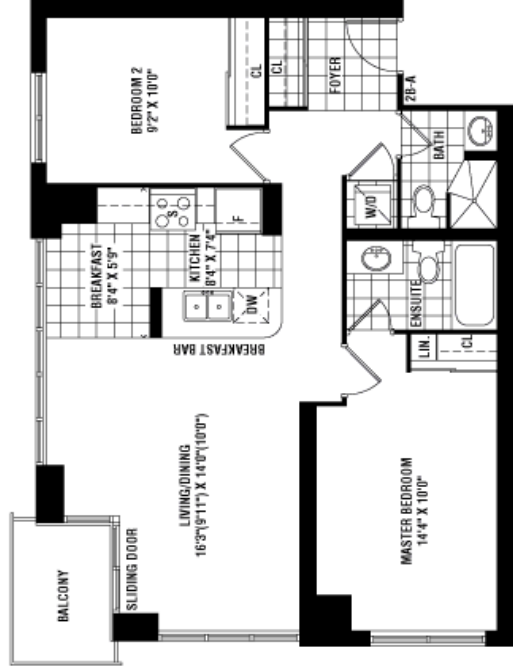 BEDROOM 2
9'2" X 10'0"
CL
CL
FOYER
2B-A
BATH
W/D
S
F
KITCHEN
8'4" X 7'4"
BREAKFAST
8'4" X 5'9"
DW
BREAKFAST BAR
ENSUITE
LIN.
CL
LIVING/DINING
16'3"(9'11") X 14'0"(10'0")
MASTER BEDROOM
14'4" X 10'0"
SLIDING DOOR
BALCONY